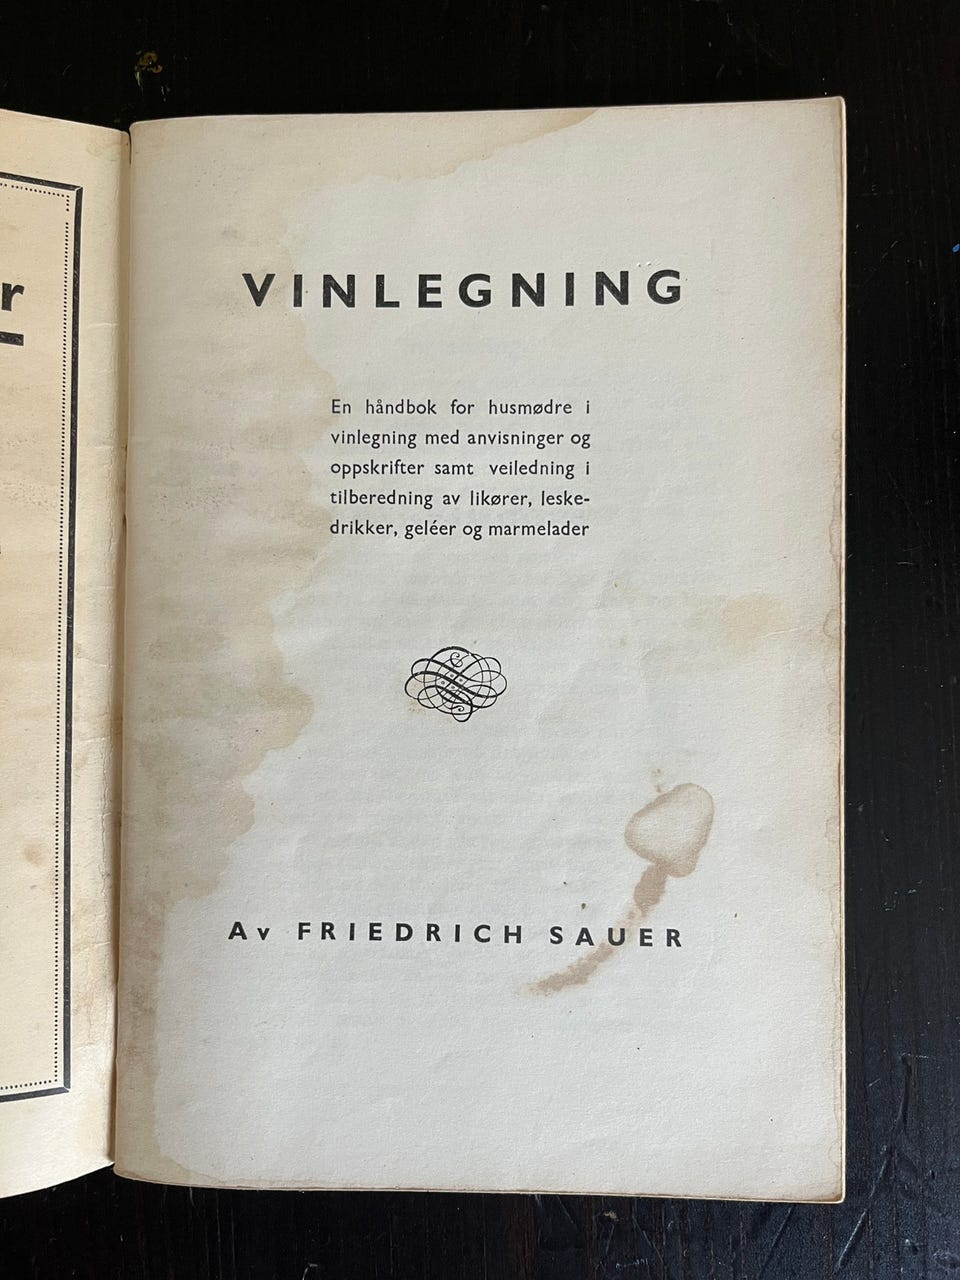 r
VINLEGNING
En håndbok for husmødre i
vinlegning med anvisninger og
oppskrifter samt veiledning i
tilberedning av likører, leske-
drikker, geléer og marmelader
Av FRIEDRICH SAUER